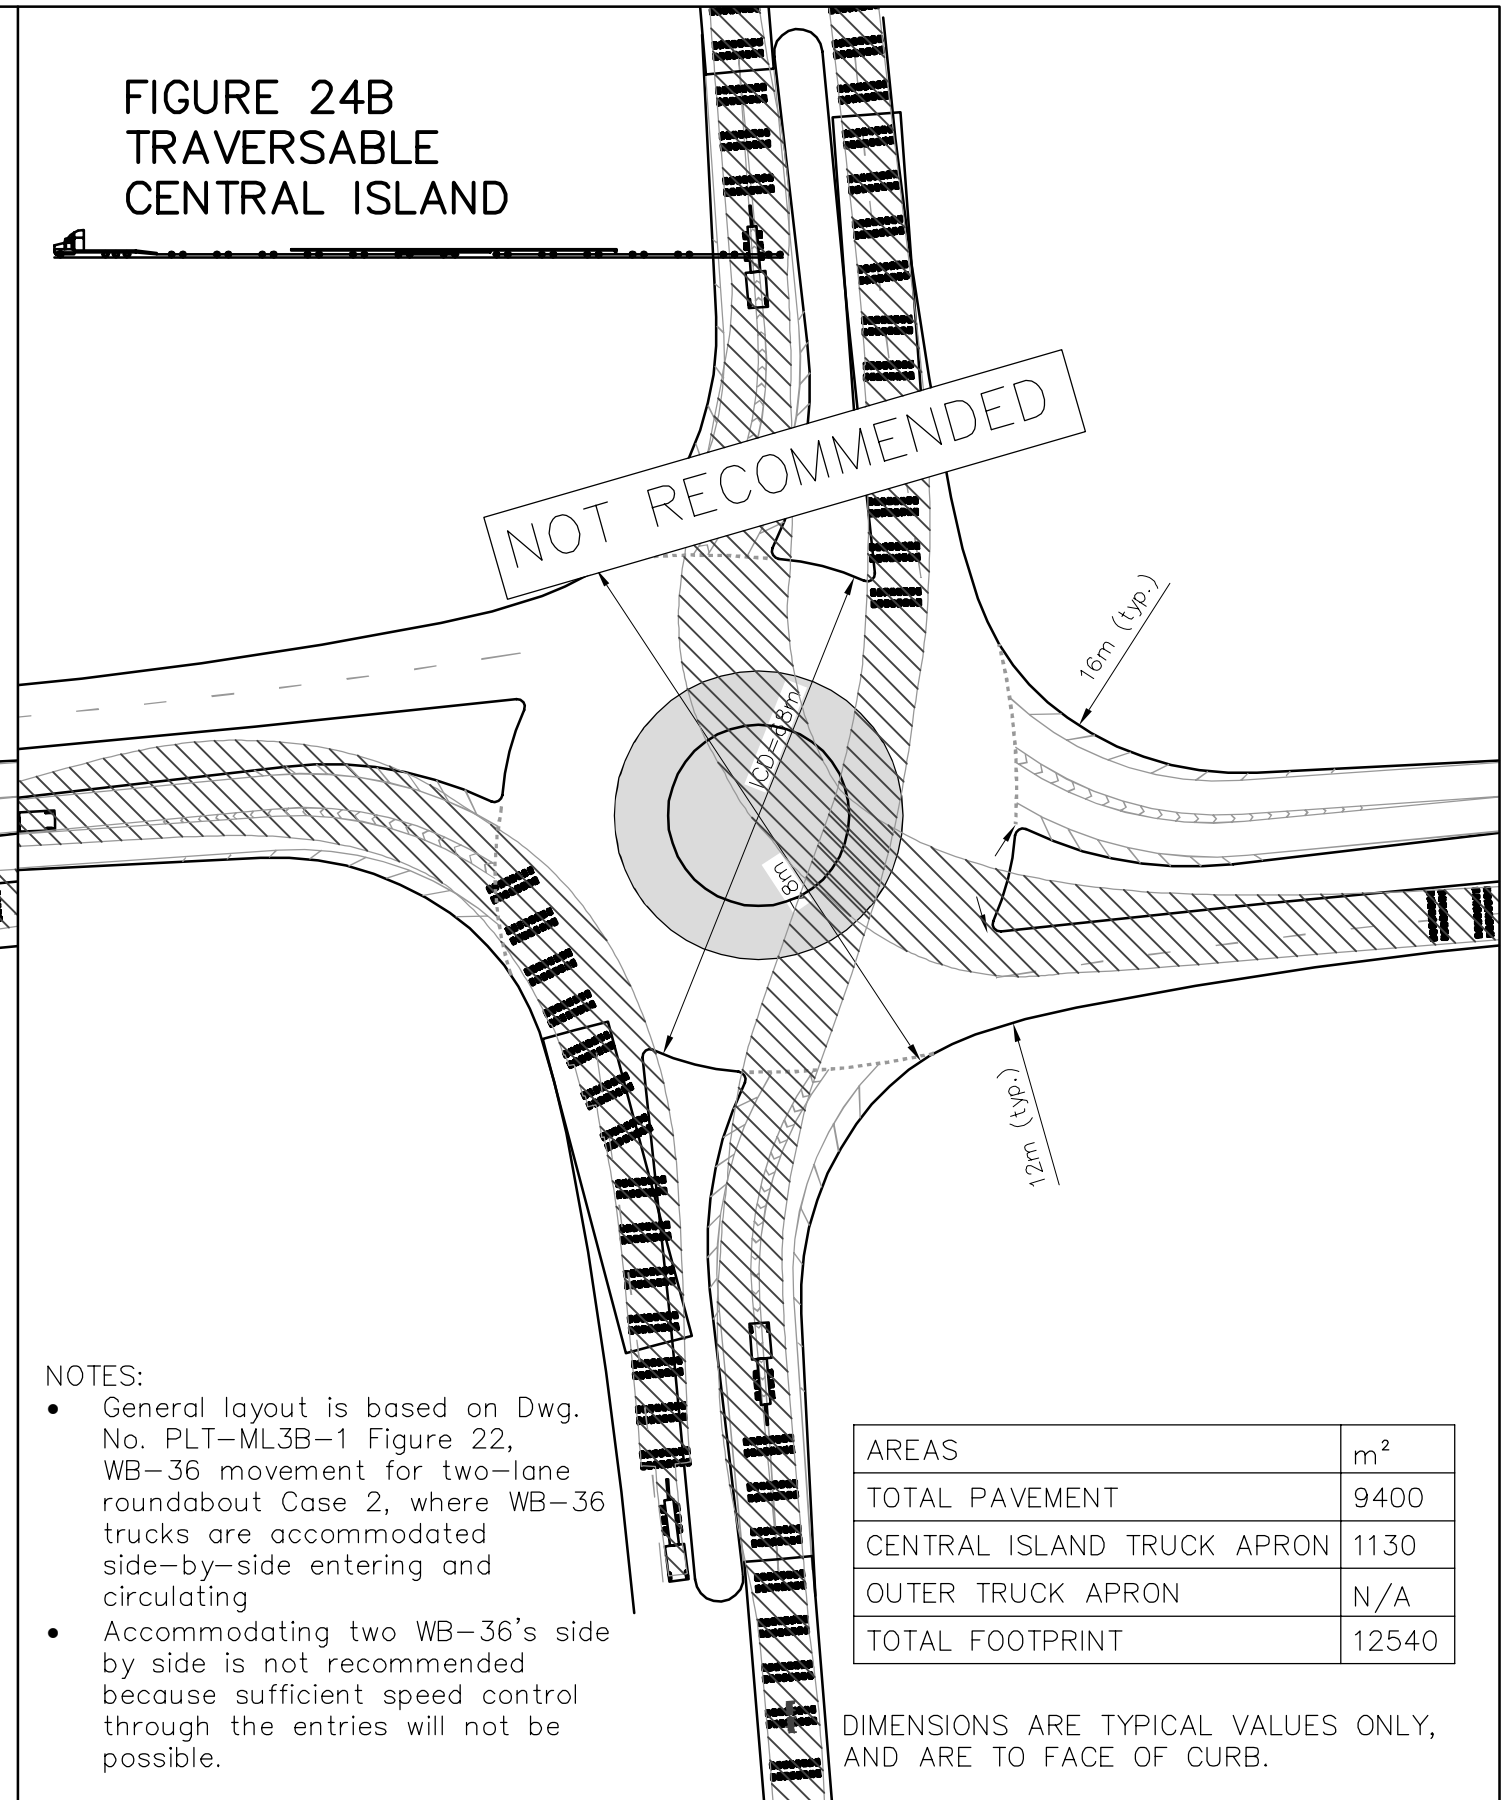 FIGURE 24B
TRAVERSABLE
CENTRAL ISLAND
NOT RECOMMENDED
16m (typ.)
ICD=68m
8m
12m (typ.)
NOTES:
• General layout is based on Dwg.
No. PLT-ML3B-1 Figure 22,
WB-36 movement for two-lane
roundabout Case 2, where WB-36
trucks are accommodated
side-by-side entering and
circulating
• Accommodating two WB-36's side
by side is not recommended
because sufficient speed control
through the entries will not be
possible.
AREAS m²
TOTAL PAVEMENT 9400
CENTRAL ISLAND TRUCK APRON 1130
OUTER TRUCK APRON N/A
TOTAL FOOTPRINT 12540
DIMENSIONS ARE TYPICAL VALUES ONLY,
AND ARE TO FACE OF CURB.